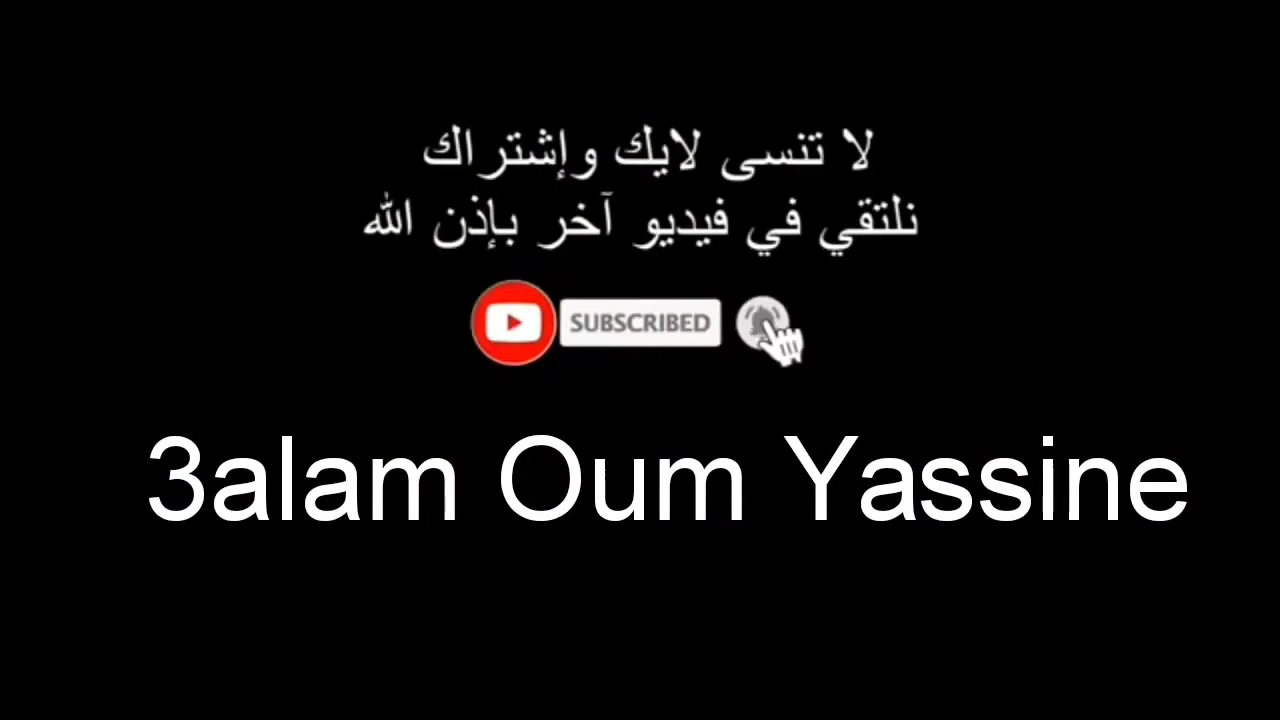 لا تنسى لايك وإشتراك
نلتقي في فيديو آخر بإذن الله
SUBSCRIBED
3alam Oum Yassine